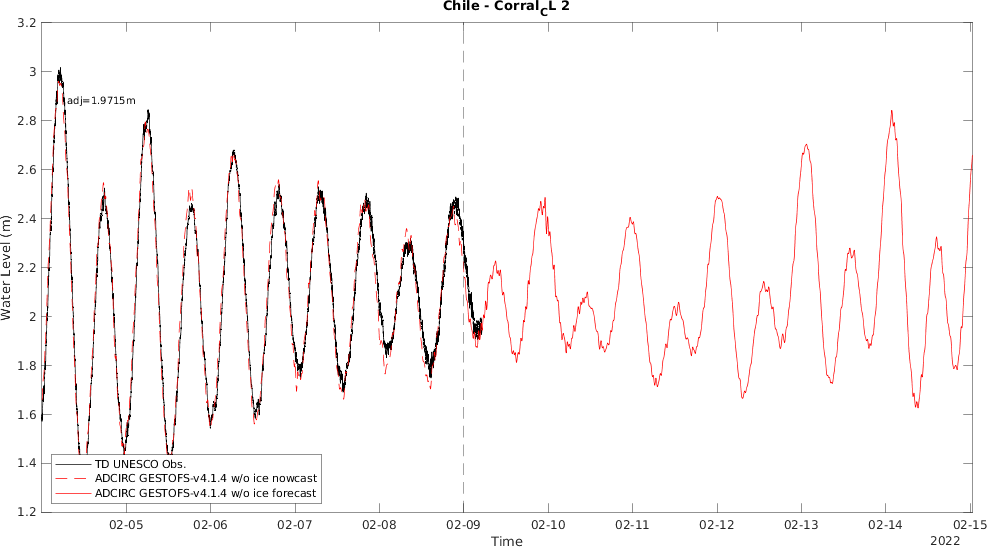 Chile - Corral_CL 2
3.2
3
2.8
2.6
2.4
2.2
2
1.8
1.6
1.4
1.2
Water Level (m)
adj=1.9715m
TD UNESCO Obs.
ADCIRC GESTOFS-v4.1.4 w/o ice nowcast
ADCIRC GESTOFS-v4.1.4 w/o ice forecast
02-05 02-06 02-07 02-08 02-09 02-10 02-11 02-12 02-13 02-14 02-15
Time
2022